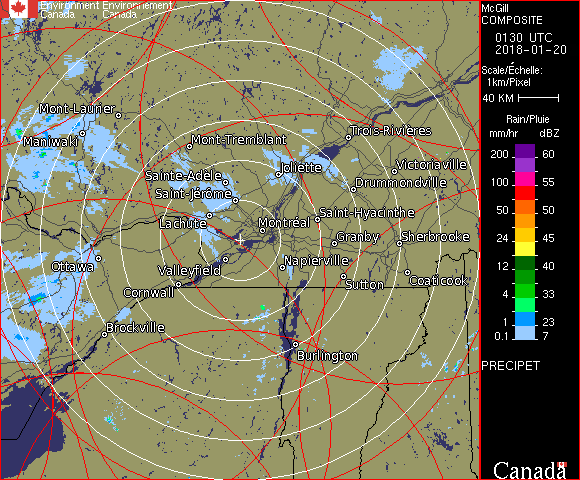 Environment Environnement
Canada Canada
McGill
COMPOSITE
0130 UTC
2018-01-20
Scale/Échelle:
1km/Pixel
40 KM
Rain/Pluie
mm/hr dBZ
200 60
100 55
50 50
24 45
12 40
4 33
1 23
0.1 7
PRECIPET
Canada
Mont-Laurier
Maniwaki
Mont-Tremblant
Trois-Rivières
Sainte-Adèle
Joliette
Victoriaville
Saint-Jérôme
Drummondville
Lachute
Saint-Hyacinthe
Montréal
Granby
Sherbrooke
Ottawa
Valleyfield
Napierville
Cornwall
Sutton
Coaticook
Brockville
Burlington